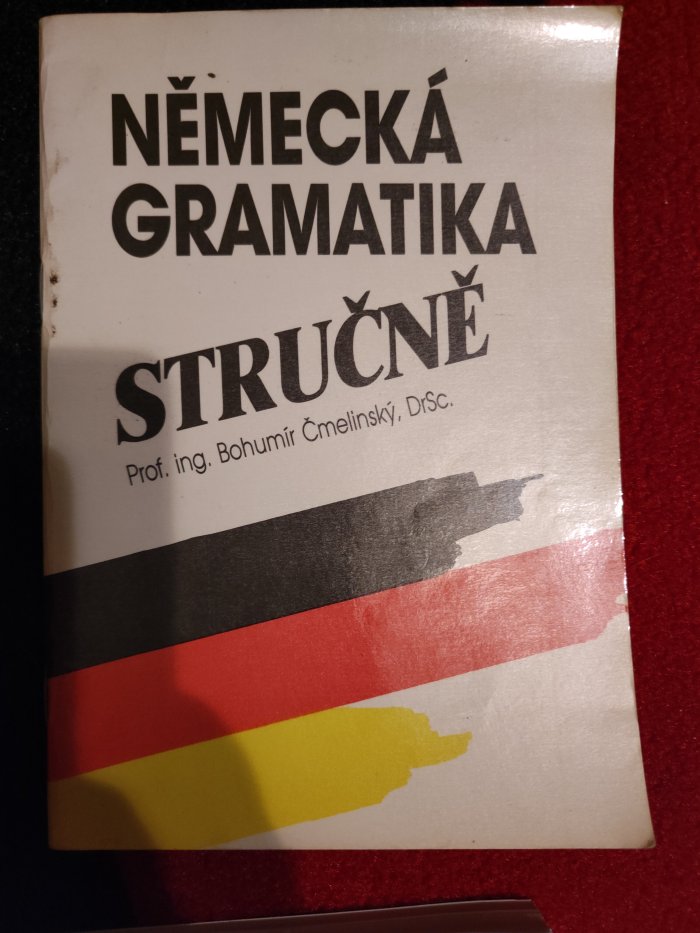 NĚMECKÁ
GRAMATIKA
STRUČNĚ
Prof. ing. Bohumír Čmelinský, DrSc.